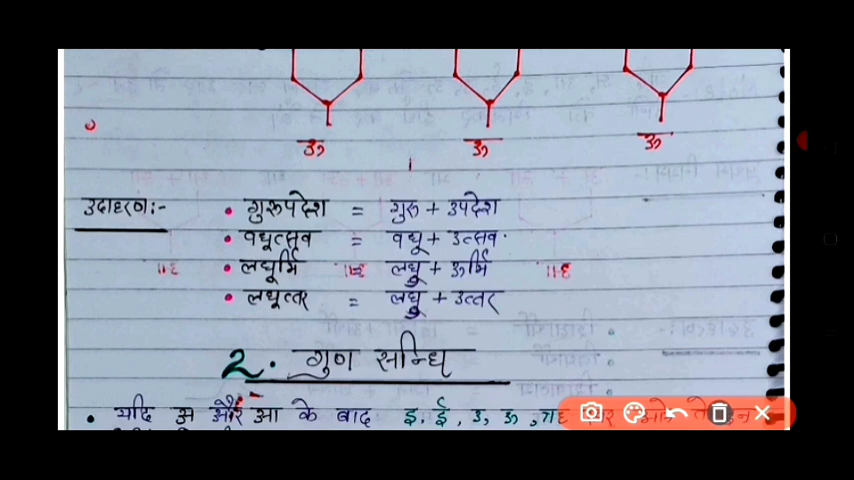 ऊ ऊ ऊ
उदाहरण:-
• गुरूपदेश = गुरु + उपदेश
• वधूत्सव = वधू + उत्सव
• लघूर्मि = लघु + ऊर्मि
• लघूत्तर = लघु + उत्तर
2. गुण सन्धि
• यदि अ और आ के बाद इ, ई, उ, ऊ, ऋ